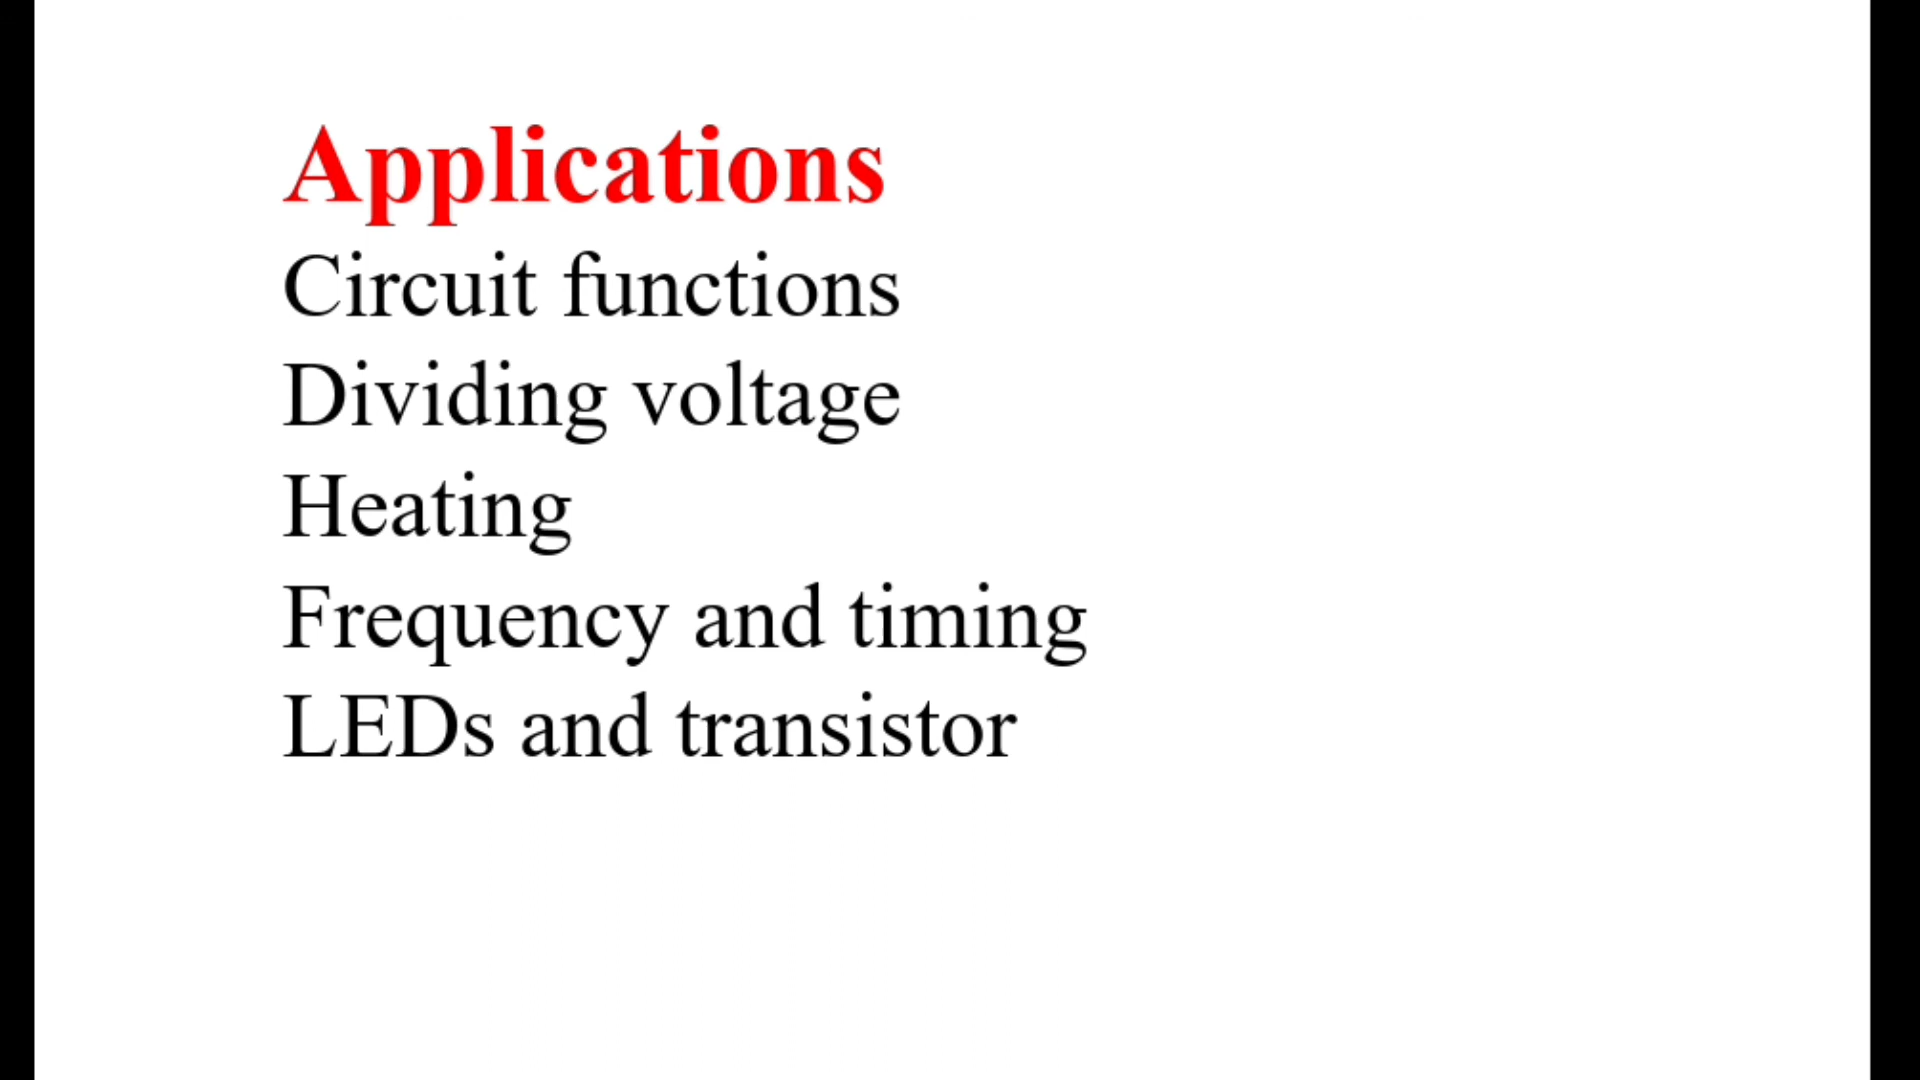 Applications
Circuit functions
Dividing voltage
Heating
Frequency and timing
LEDs and transistor